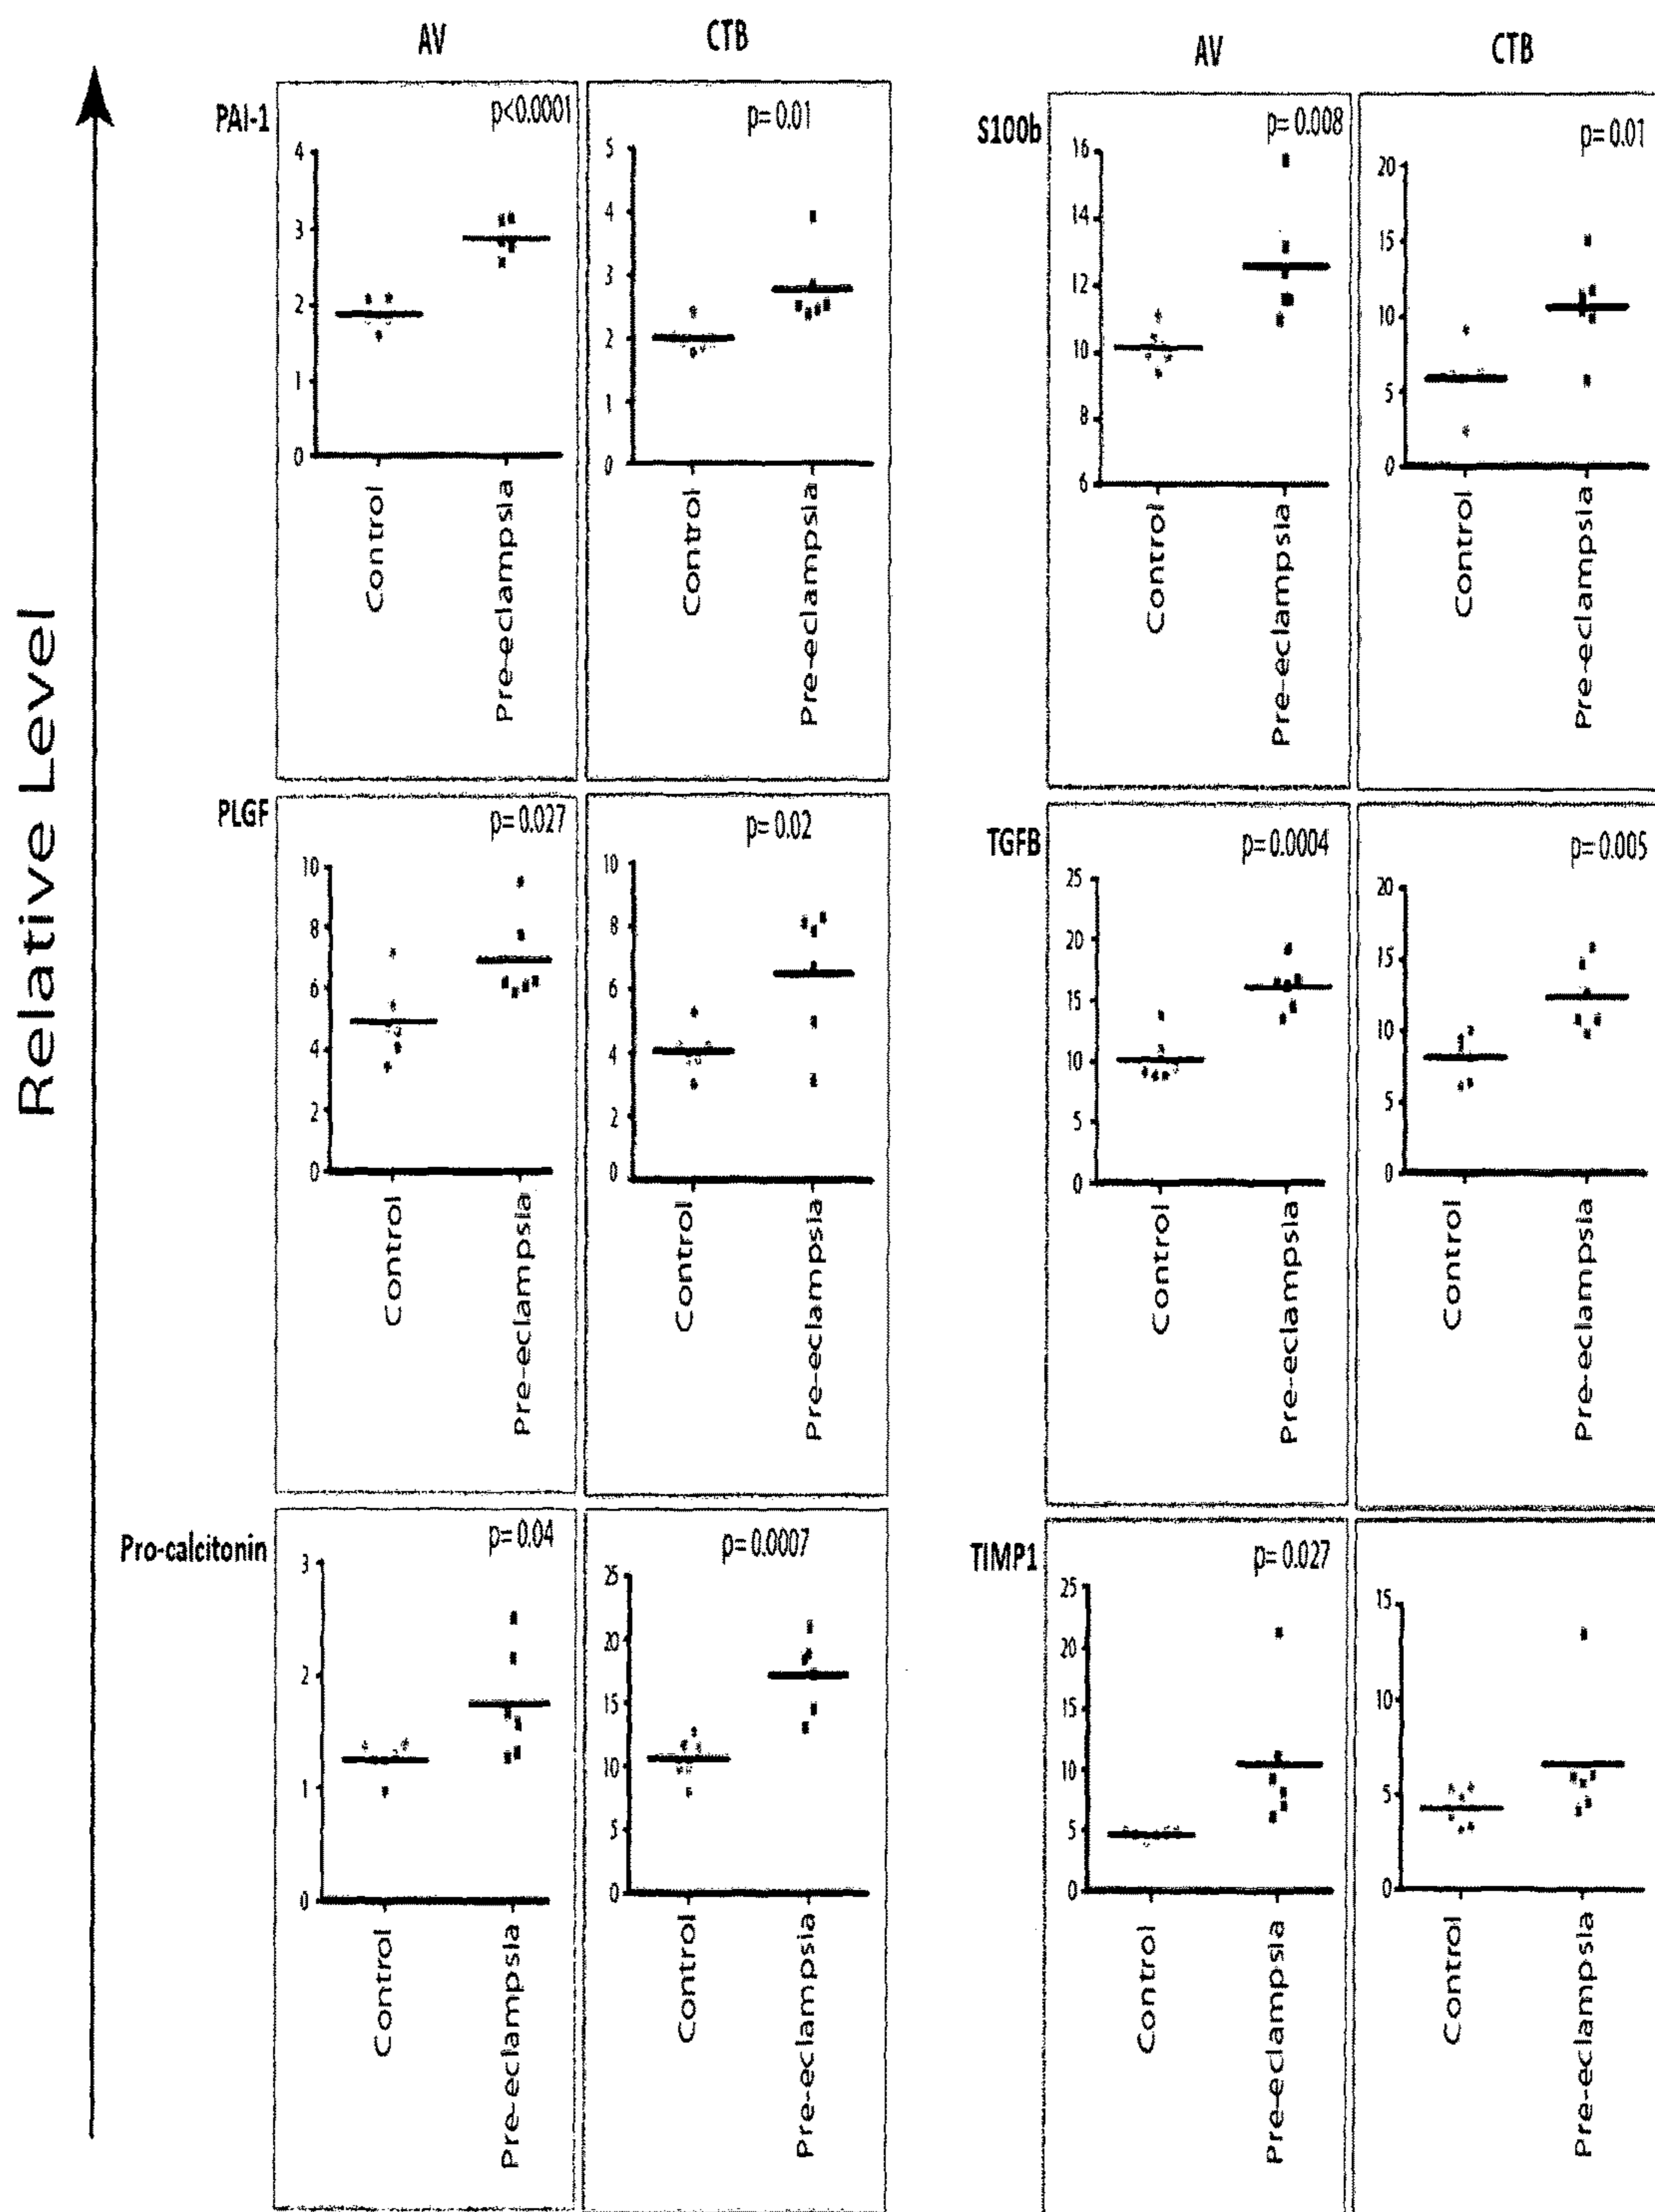 Relative Level
AV
CTB
PAI-1
p<0.0001
4
3
2
1
0
Control
Pre-eclampsia
p= 0.01
5
4
3
2
1
0
Control
Pre-eclampsia
PLGF
p= 0.027
10
8
6
4
2
0
Control
Pre-eclampsia
p= 0.02
10
8
6
4
2
0
Control
Pre-eclampsia
Pro-calcitonin
p= 0.04
3
2
1
0
Control
Pre-eclampsia
p= 0.0007
25
20
15
10
5
0
Control
Pre-eclampsia
AV
CTB
S100b
p= 0.008
16
14
12
10
8
6
Control
Pre-eclampsia
p= 0.01
20
15
10
5
0
Control
Pre-eclampsia
TGFB
p= 0.0004
25
20
15
10
5
0
Control
Pre-eclampsia
p= 0.005
20
15
10
5
0
Control
Pre-eclampsia
TIMP1
p= 0.027
25
20
15
10
5
0
Control
Pre-eclampsia
15
10
5
0
Control
Pre-eclampsia